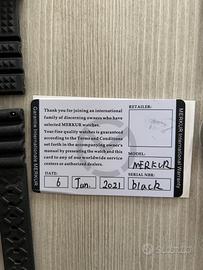 Garantie Internationale MERKUR
MERKUR International Warranty
Thank you for joining an international
family of discerning owners who have
selected MERKUR watches.
Your fine quality watches is guaranteed
according to the Terms and Conditions
set forth in the accompanying owner's
manual by presenting the watch and this
card to any of our worldwide service
centers or authorized dealers.
DATE:
6 Jan. 2021
RETAILER:
MODEL:
MERKUR
SERIAL NBR:
black
subito